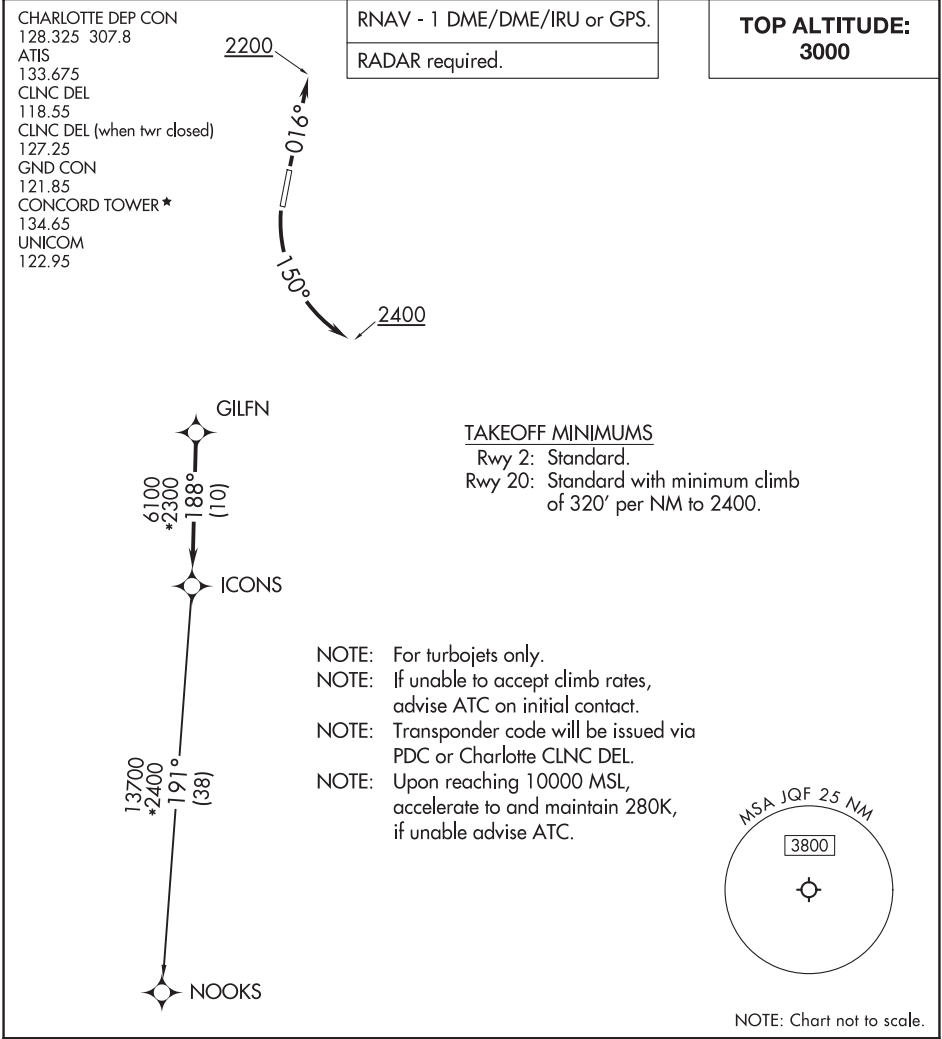 CHARLOTTE DEP CON
128.325 307.8
ATIS
133.675
CLNC DEL
118.55
CLNC DEL (when twr closed)
127.25
GND CON
121.85
CONCORD TOWER★
134.65
UNICOM
122.95
RNAV - 1 DME/DME/IRU or GPS.
RADAR required.
TOP ALTITUDE:
3000
2200
016°
150°
2400
GILFN
6100
*2300
188°
(10)
ICONS
13700
*2400
191°
(38)
NOOKS
TAKEOFF MINIMUMS
Rwy 2: Standard.
Rwy 20: Standard with minimum climb
of 320' per NM to 2400.
NOTE: For turbojets only.
NOTE: If unable to accept climb rates,
advise ATC on initial contact.
NOTE: Transponder code will be issued via
PDC or Charlotte CLNC DEL.
NOTE: Upon reaching 10000 MSL,
accelerate to and maintain 280K,
if unable advise ATC.
MSA JQF 25 NM
3800
NOTE: Chart not to scale.